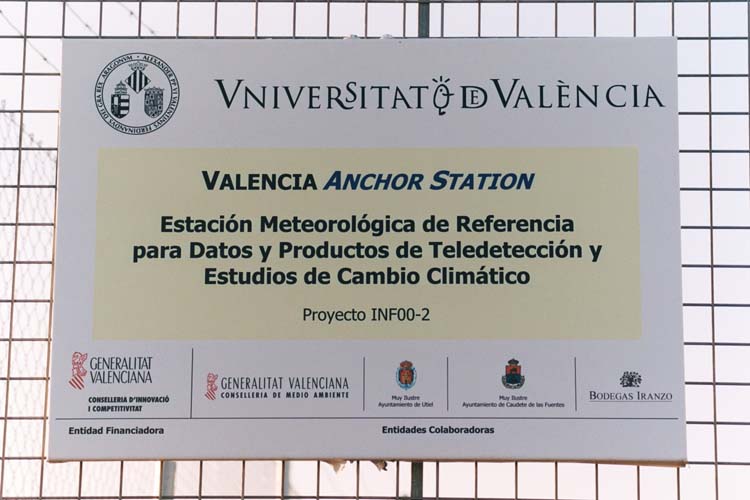 VNIVERSITAT DE VALÈNCIA
VALENCIA ANCHOR STATION
Estación Meteorológica de Referencia
para Datos y Productos de Teledetección y
Estudios de Cambio Climático
Proyecto INF00-2
GENERALITAT
VALENCIANA
CONSELLERIA D'INNOVACIÓ
I COMPETITIVITAT
GENERALITAT VALENCIANA
CONSELLERIA DE MEDIO AMBIENTE
Muy Ilustre
Ayuntamiento de Utiel
Muy Ilustre
Ayuntamiento de Caudete de las Fuentes
BODEGAS IRANZO
Entidad Financiadora
Entidades Colaboradoras